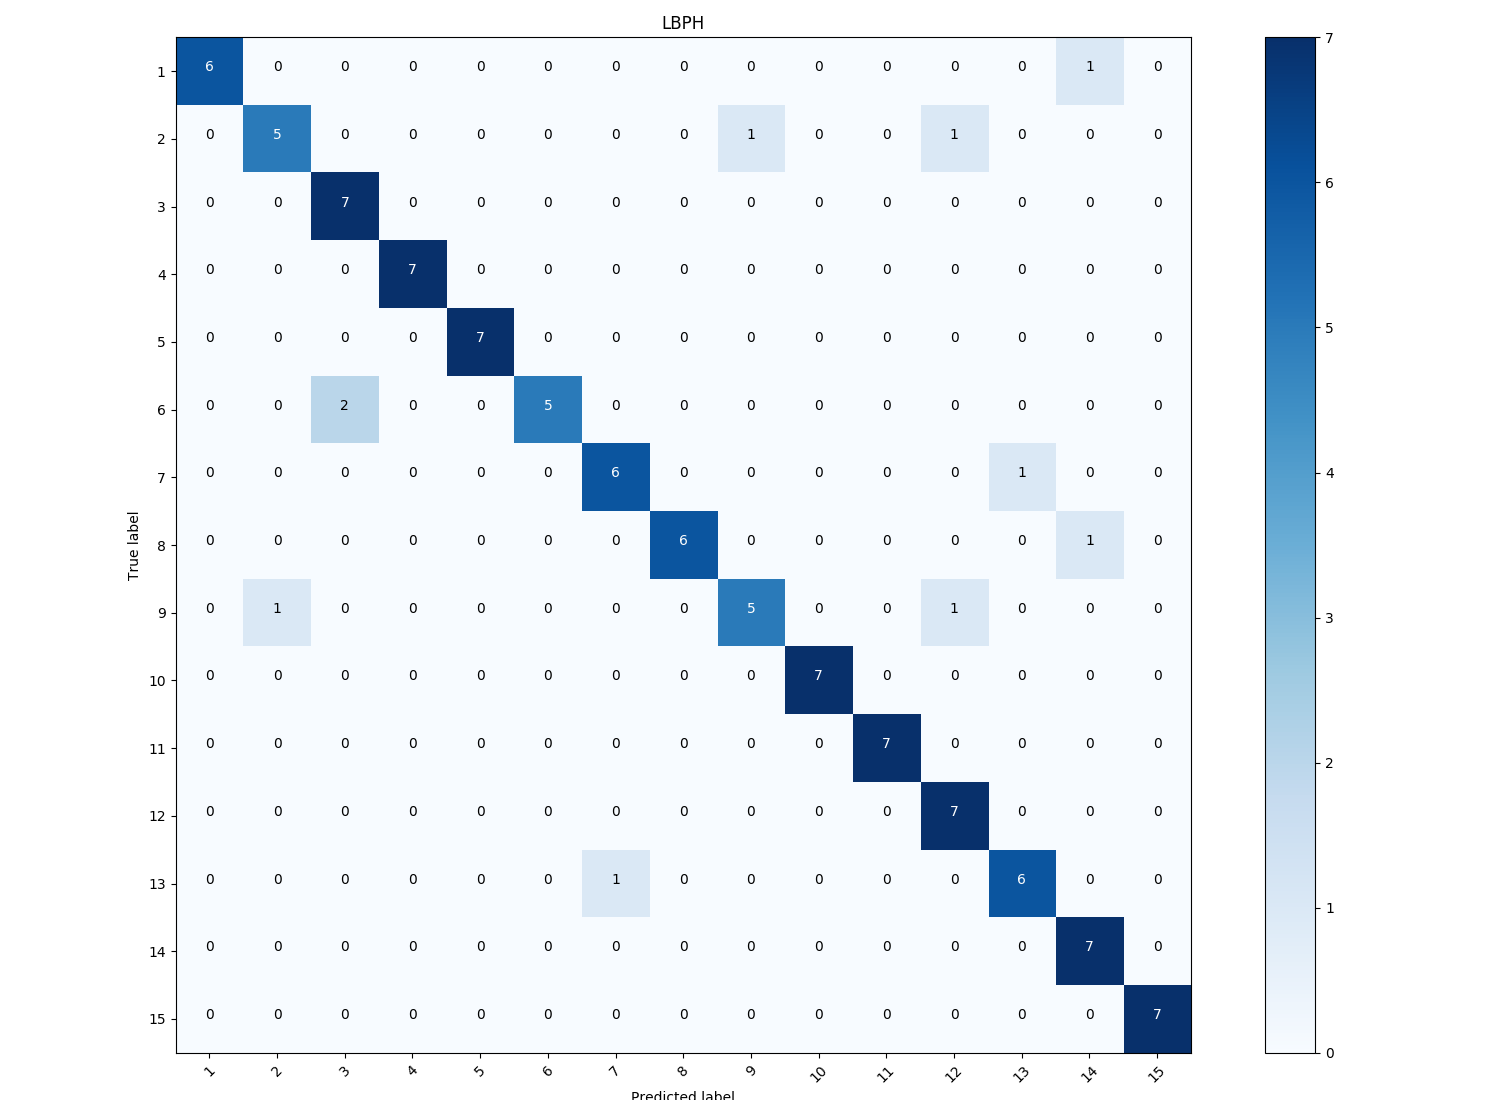 LBPH
1 6 0 0 0 0 0 0 0 0 0 0 0 0 1 0
2 0 5 0 0 0 0 0 0 1 0 0 1 0 0 0
3 0 0 7 0 0 0 0 0 0 0 0 0 0 0 0
4 0 0 0 7 0 0 0 0 0 0 0 0 0 0 0
5 0 0 0 0 7 0 0 0 0 0 0 0 0 0 0
6 0 0 2 0 0 5 0 0 0 0 0 0 0 0 0
7 0 0 0 0 0 0 6 0 0 0 0 0 1 0 0
8 0 0 0 0 0 0 0 6 0 0 0 0 0 1 0
9 0 1 0 0 0 0 0 0 5 0 0 1 0 0 0
10 0 0 0 0 0 0 0 0 0 7 0 0 0 0 0
11 0 0 0 0 0 0 0 0 0 0 7 0 0 0 0
12 0 0 0 0 0 0 0 0 0 0 0 7 0 0 0
13 0 0 0 0 0 0 1 0 0 0 0 0 6 0 0
14 0 0 0 0 0 0 0 0 0 0 0 0 0 7 0
15 0 0 0 0 0 0 0 0 0 0 0 0 0 0 7
1 2 3 4 5 6 7 8 9 10 11 12 13 14 15
True label
Predicted label
7
6
5
4
3
2
1
0